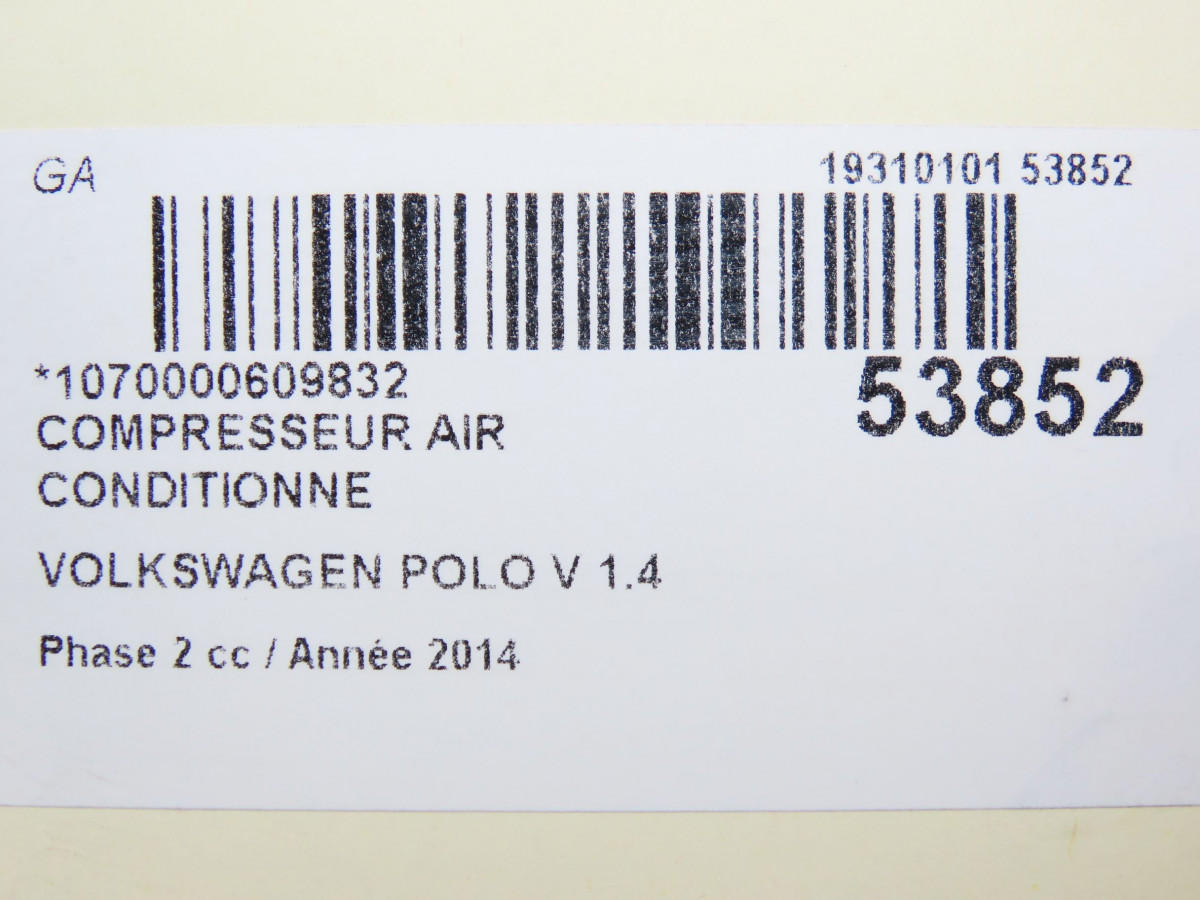 GA
19310101 53852
*1070000609832
53852
COMPRESSEUR AIR
CONDITIONNE
VOLKSWAGEN POLO V 1.4
Phase 2 cc / Année 2014